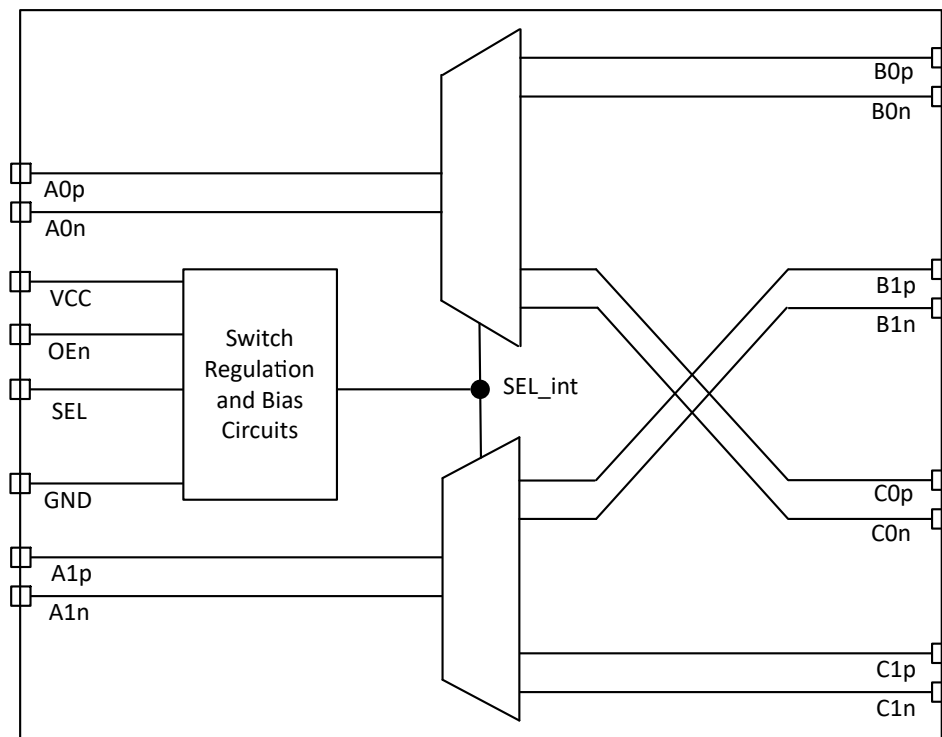 B0p
B0n
A0p
A0n
VCC
OEn
SEL
GND
Switch
Regulation
and Bias
Circuits
SEL_int
B1p
B1n
C0p
C0n
A1p
A1n
C1p
C1n